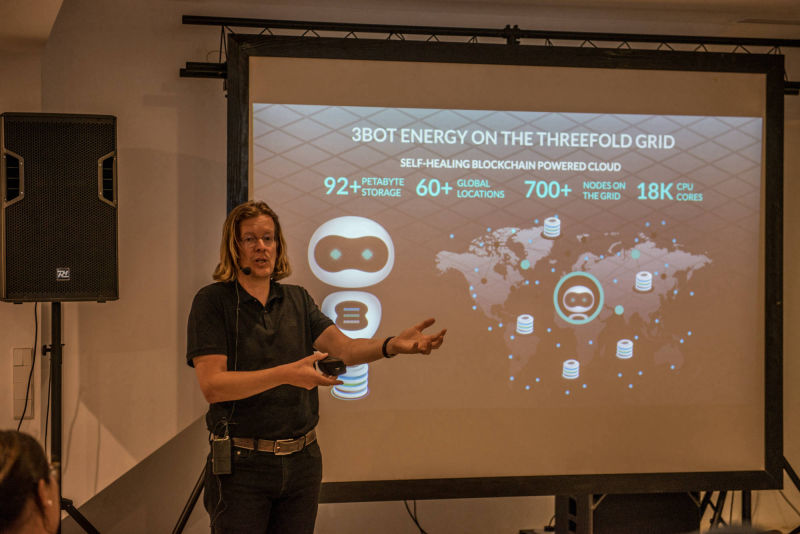 3BOT ENERGY ON THE THREEFOLD GRID
SELF-HEALING BLOCKCHAIN POWERED CLOUD
92+ PETABYTE STORAGE
60+ GLOBAL LOCATIONS
700+ NODES ON THE GRID
18K CPU CORES